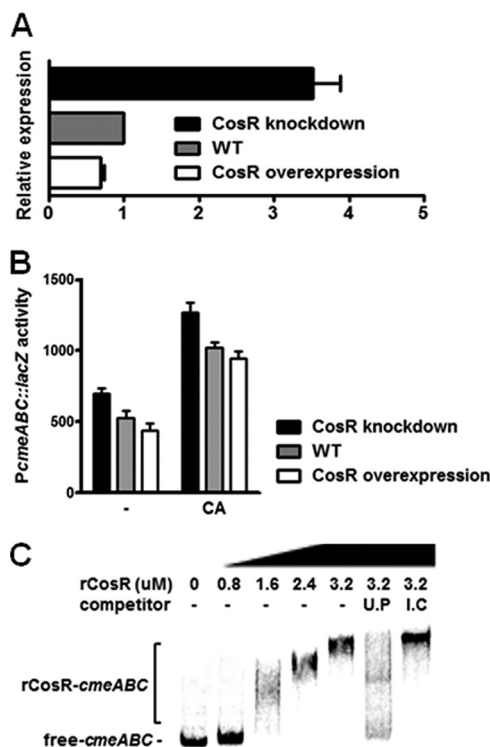 A
Relative expression
CosR knockdown
WT
CosR overexpression
0 1 2 3 4 5
B
PcmeABC::lacZ activity
1500
1000
500
0
- CA
CosR knockdown
WT
CosR overexpression
C
rCosR (uM) 0 0.8 1.6 2.4 3.2 3.2 3.2
competitor - - - - - U.P I.C
rCosR-cmeABC
free-cmeABC -